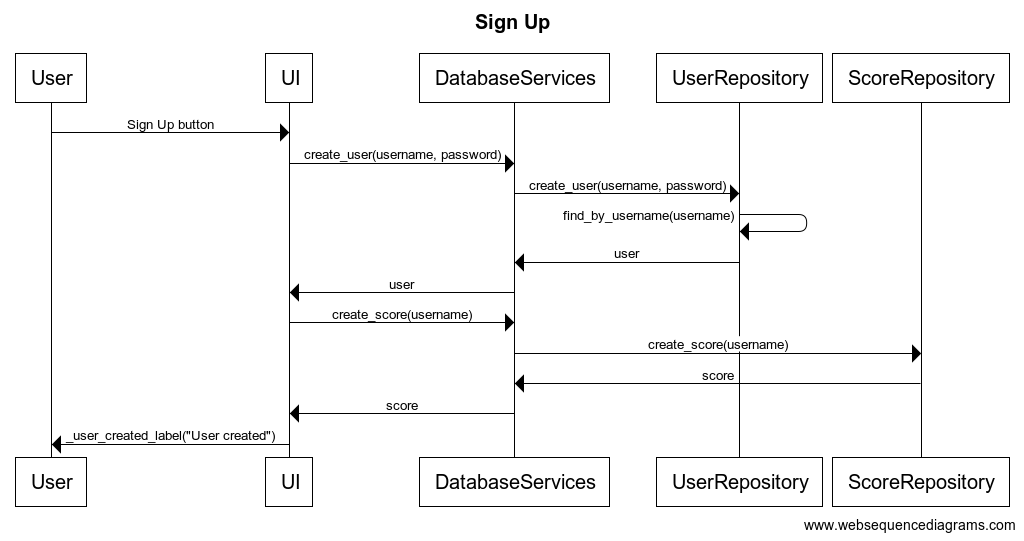 Sign Up
User UI DatabaseServices UserRepository ScoreRepository
Sign Up button
create_user(username, password)
create_user(username, password)
find_by_username(username)
user
user
create_score(username)
create_score(username)
score
score
_user_created_label("User created")
User UI DatabaseServices UserRepository ScoreRepository
www.websequencediagrams.com